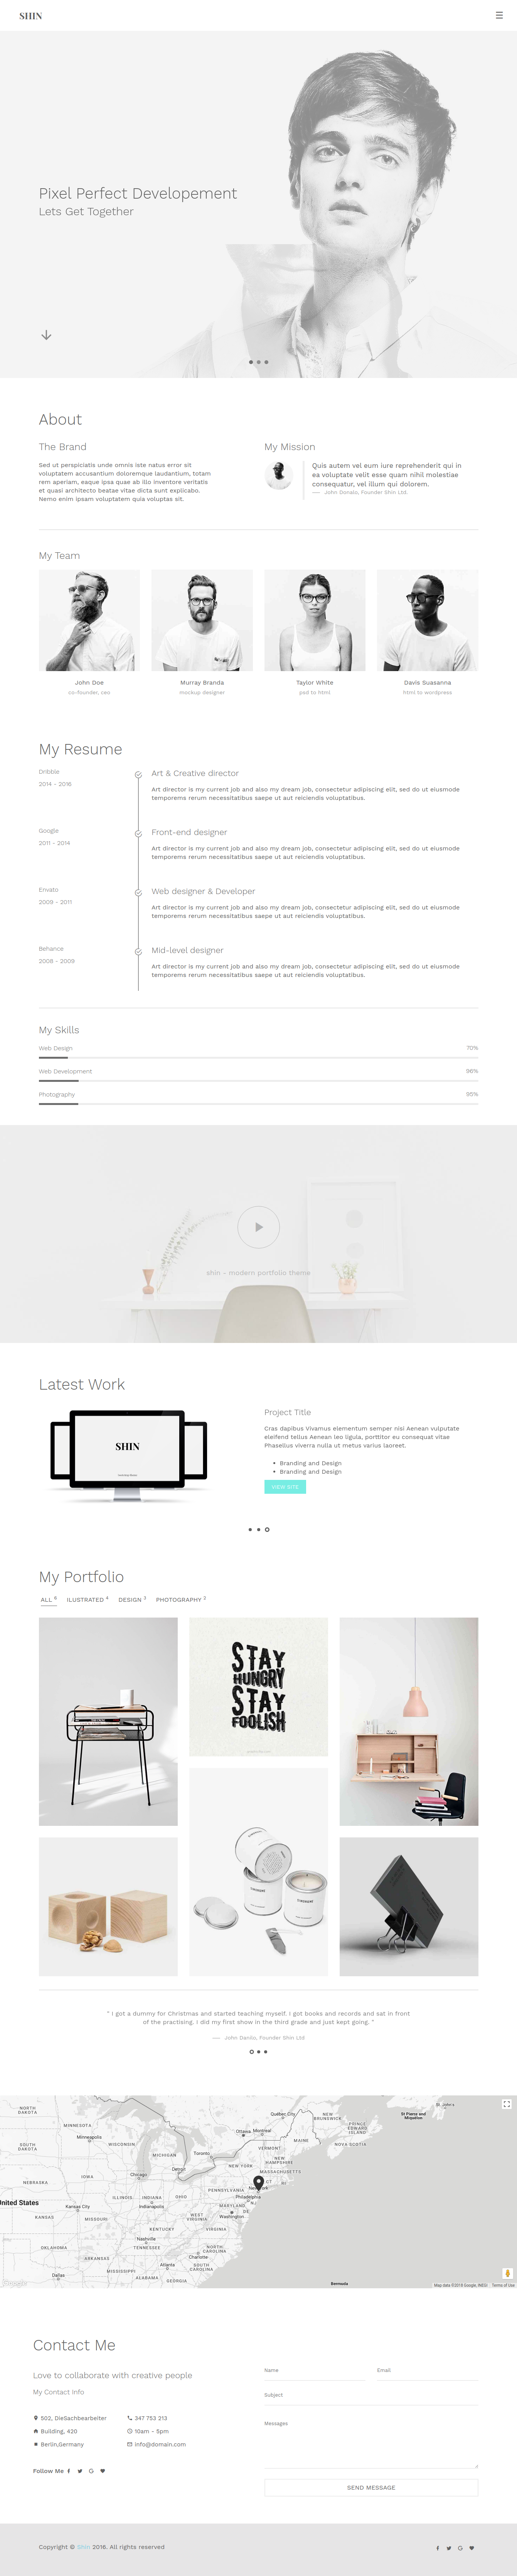 SHIN
Pixel Perfect Developement
Lets Get Together
About
The Brand
Sed ut perspiciatis unde omnis iste natus error sit
voluptatem accusantium doloremque laudantium, totam
rem aperiam, eaque ipsa quae ab illo inventore veritatis
et quasi architecto beatae vitae dicta sunt explicabo.
Nemo enim ipsam voluptatem quia voluptas sit.
My Mission
Quis autem vel eum iure reprehenderit qui in
ea voluptate velit esse quam nihil molestiae
consequatur, vel illum qui dolorem.
John Donalo, Founder Shin Ltd.
My Team
John Doe
co-founder, ceo
Murray Branda
mockup designer
Taylor White
psd to html
Davis Suasanna
html to wordpress
My Resume
Dribble
2014 - 2016
Art & Creative director
Art director is my current job and also my dream job, consectetur adipiscing elit, sed do ut eiusmode
temporems rerum necessitatibus saepe ut aut reiciendis voluptatibus.
Google
2011 - 2014
Front-end designer
Art director is my current job and also my dream job, consectetur adipiscing elit, sed do ut eiusmode
temporems rerum necessitatibus saepe ut aut reiciendis voluptatibus.
Envato
2009 - 2011
Web designer & Developer
Art director is my current job and also my dream job, consectetur adipiscing elit, sed do ut eiusmode
temporems rerum necessitatibus saepe ut aut reiciendis voluptatibus.
Behance
2008 - 2009
Mid-level designer
Art director is my current job and also my dream job, consectetur adipiscing elit, sed do ut eiusmode
temporems rerum necessitatibus saepe ut aut reiciendis voluptatibus.
My Skills
Web Design 70%
Web Development 96%
Photography 95%
shin - modern portfolio theme
Latest Work
SHIN
Project Title
Cras dapibus Vivamus elementum semper nisi Aenean vulputate
eleifend tellus Aenean leo ligula, porttitor eu consequat vitae
Phasellus viverra nulla ut metus varius laoreet.
Branding and Design
Branding and Design
VIEW SITE
My Portfolio
ALL 8 ILUSTRATED 4 DESIGN 3 PHOTOGRAPHY 2
STAY
HUNGRY
STAY
FOOLISH
" I got a dummy for Christmas and started teaching myself. I got books and records and sat in front
of the practising. I did my first show in the third grade and just kept going. "
John Danilo, Founder Shin Ltd
NORTH
DAKOTA
MINNESOTA
Minneapolis
SOUTH
DAKOTA
WISCONSIN
MICHIGAN
Toronto
Ottawa
Montreal
Québec City
NEW
BRUNSWICK
PRINCE
EDWARD
ISLAND
St Pierre and
Miquelon
St. John's
MAINE
NOVA SCOTIA
VERMONT
NEW
HAMPSHIRE
MASSACHUSETTS
NEW YORK
CT
RI
IOWA
Chicago
Detroit
NEBRASKA
ILLINOIS
INDIANA
Indianapolis
OHIO
PENNSYLVANIA
Philadelphia
MARYLAND
NJ
DE
Washington
United States
Kansas City
KANSAS
MISSOURI
WEST
VIRGINIA
VIRGINIA
KENTUCKY
Nashville
TENNESSEE
NORTH
CAROLINA
Charlotte
OKLAHOMA
ARKANSAS
Atlanta
SOUTH
CAROLINA
MISSISSIPPI
ALABAMA
GEORGIA
Dallas
Bermuda
Google
Map data ©2018 Google, INEGI Terms of Use
Contact Me
Love to collaborate with creative people
My Contact Info
502, DieSachbearbeiter
347 753 213
Building, 420
10am - 5pm
Berlin,Germany
info@domain.com
Follow Me
Name
Email
Subject
Messages
SEND MESSAGE
Copyright © Shin 2016. All rights reserved